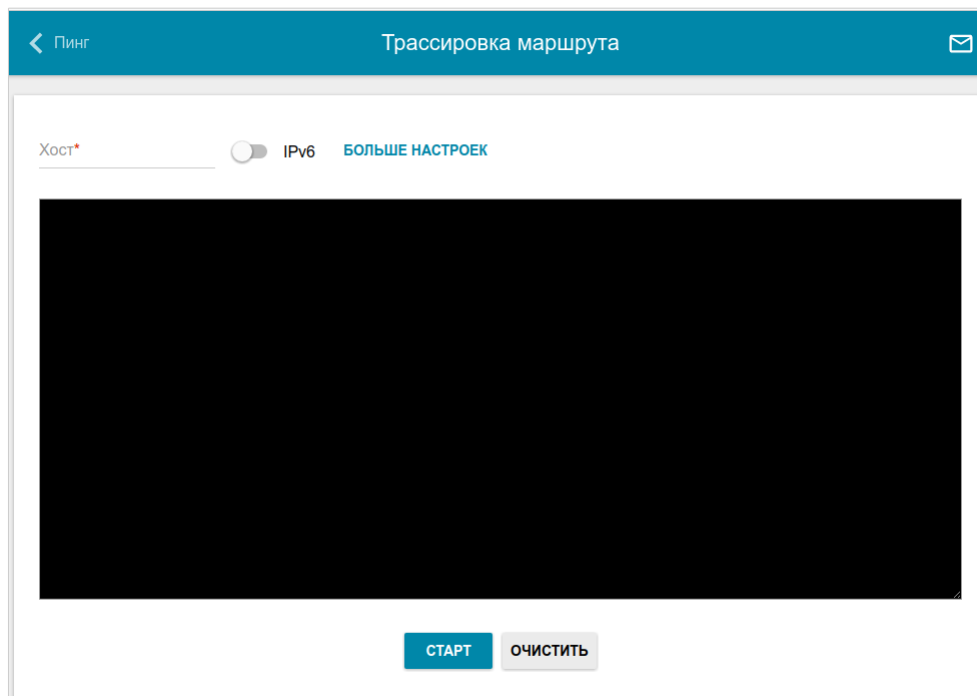 Пинг
Трассировка маршрута
Хост*
IPv6
БОЛЬШЕ НАСТРОЕК
СТАРТ
ОЧИСТИТЬ